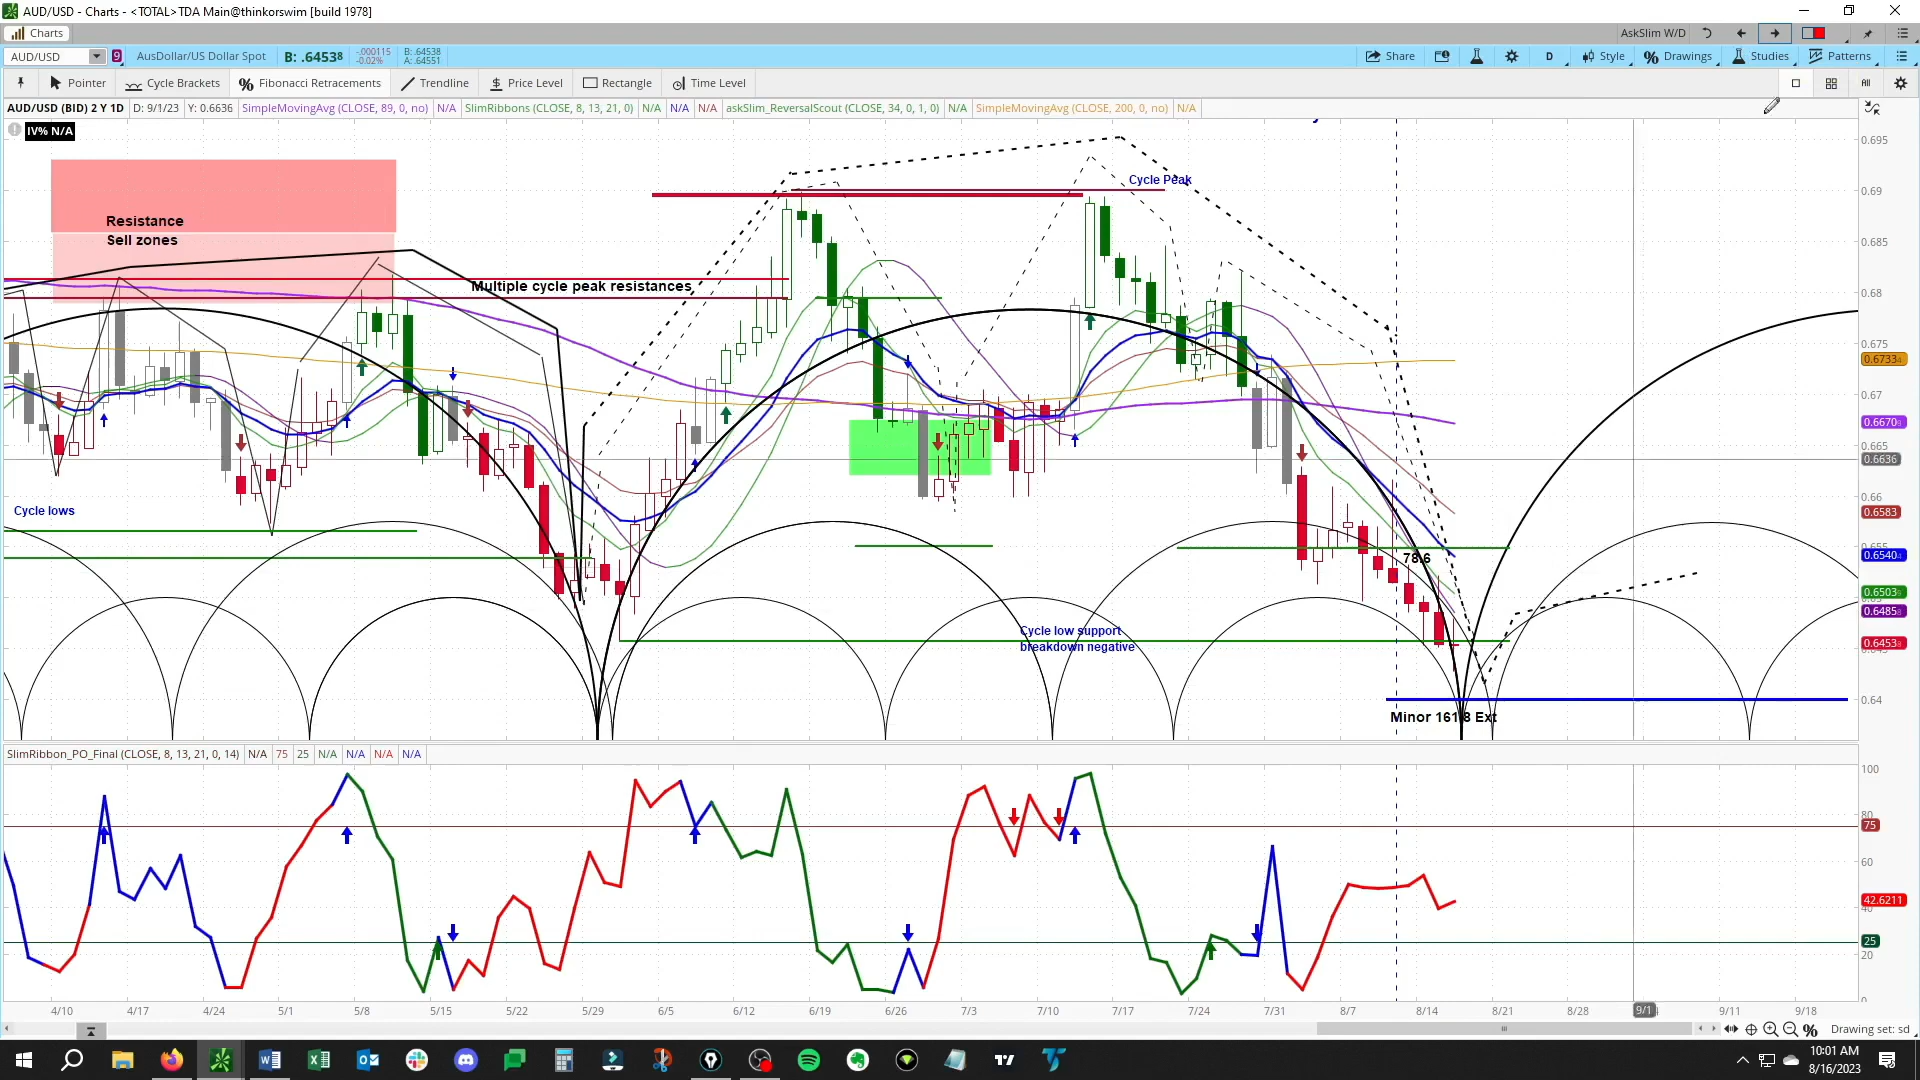 AUD/USD - Charts - <TOTAL> TDA Main@thinkorswim [build 1978]
Charts
AskSlim W/D
AUD/USD
9
AusDollar/US Dollar Spot
B: .64538
-.000115
-0.02%
B: .64538
A: .64551
Share
D
Style
Drawings
Studies
Patterns
Pointer
Cycle Brackets
Fibonacci Retracements
Trendline
Price Level
Rectangle
Time Level
All
AUD/USD (BID) 2 Y 1D
D: 9/1/23
Y: 0.6636
SimpleMovingAvg (CLOSE, 89, 0, no)
N/A
SlimRibbons (CLOSE, 8, 13, 21, 0)
N/A
N/A
N/A
askSlim_ReversalScout (CLOSE, 34, 0, 1, 0)
N/A
SimpleMovingAvg (CLOSE, 200, 0, no)
N/A
IV% N/A
Resistance
Sell zones
Multiple cycle peak resistances
Cycle Peak
Cycle lows
78.6
Cycle low support
breakdown negative
Minor 161.8 Ext
0.695
0.69
0.685
0.68
0.6733
0.67
0.6670
0.665
0.6636
0.66
0.6583
0.6540
0.6503
0.6485
0.6453
0.64
SlimRibbon_PO_Final (CLOSE, 8, 13, 21, 0, 14)
N/A
75
25
N/A
N/A
N/A
N/A
100
80
75
60
42.6211
40
25
20
0
4/10
4/17
4/24
5/1
5/8
5/15
5/22
5/29
6/5
6/12
6/19
6/26
7/3
7/10
7/17
7/24
7/31
8/7
8/14
8/21
8/28
9/1
9/11
9/18
Drawing set: sd
10:01 AM
8/16/2023